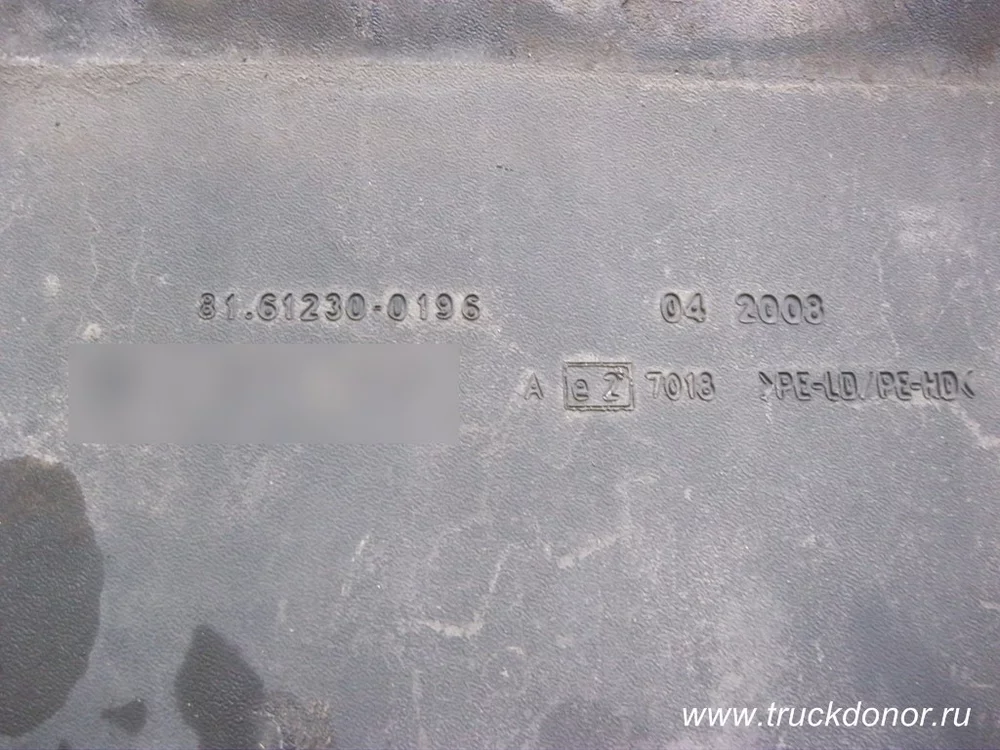 81.61230-0196 04 2008
A e2 7018 >PE-LD/PE-HD<
www.truckdonor.ru